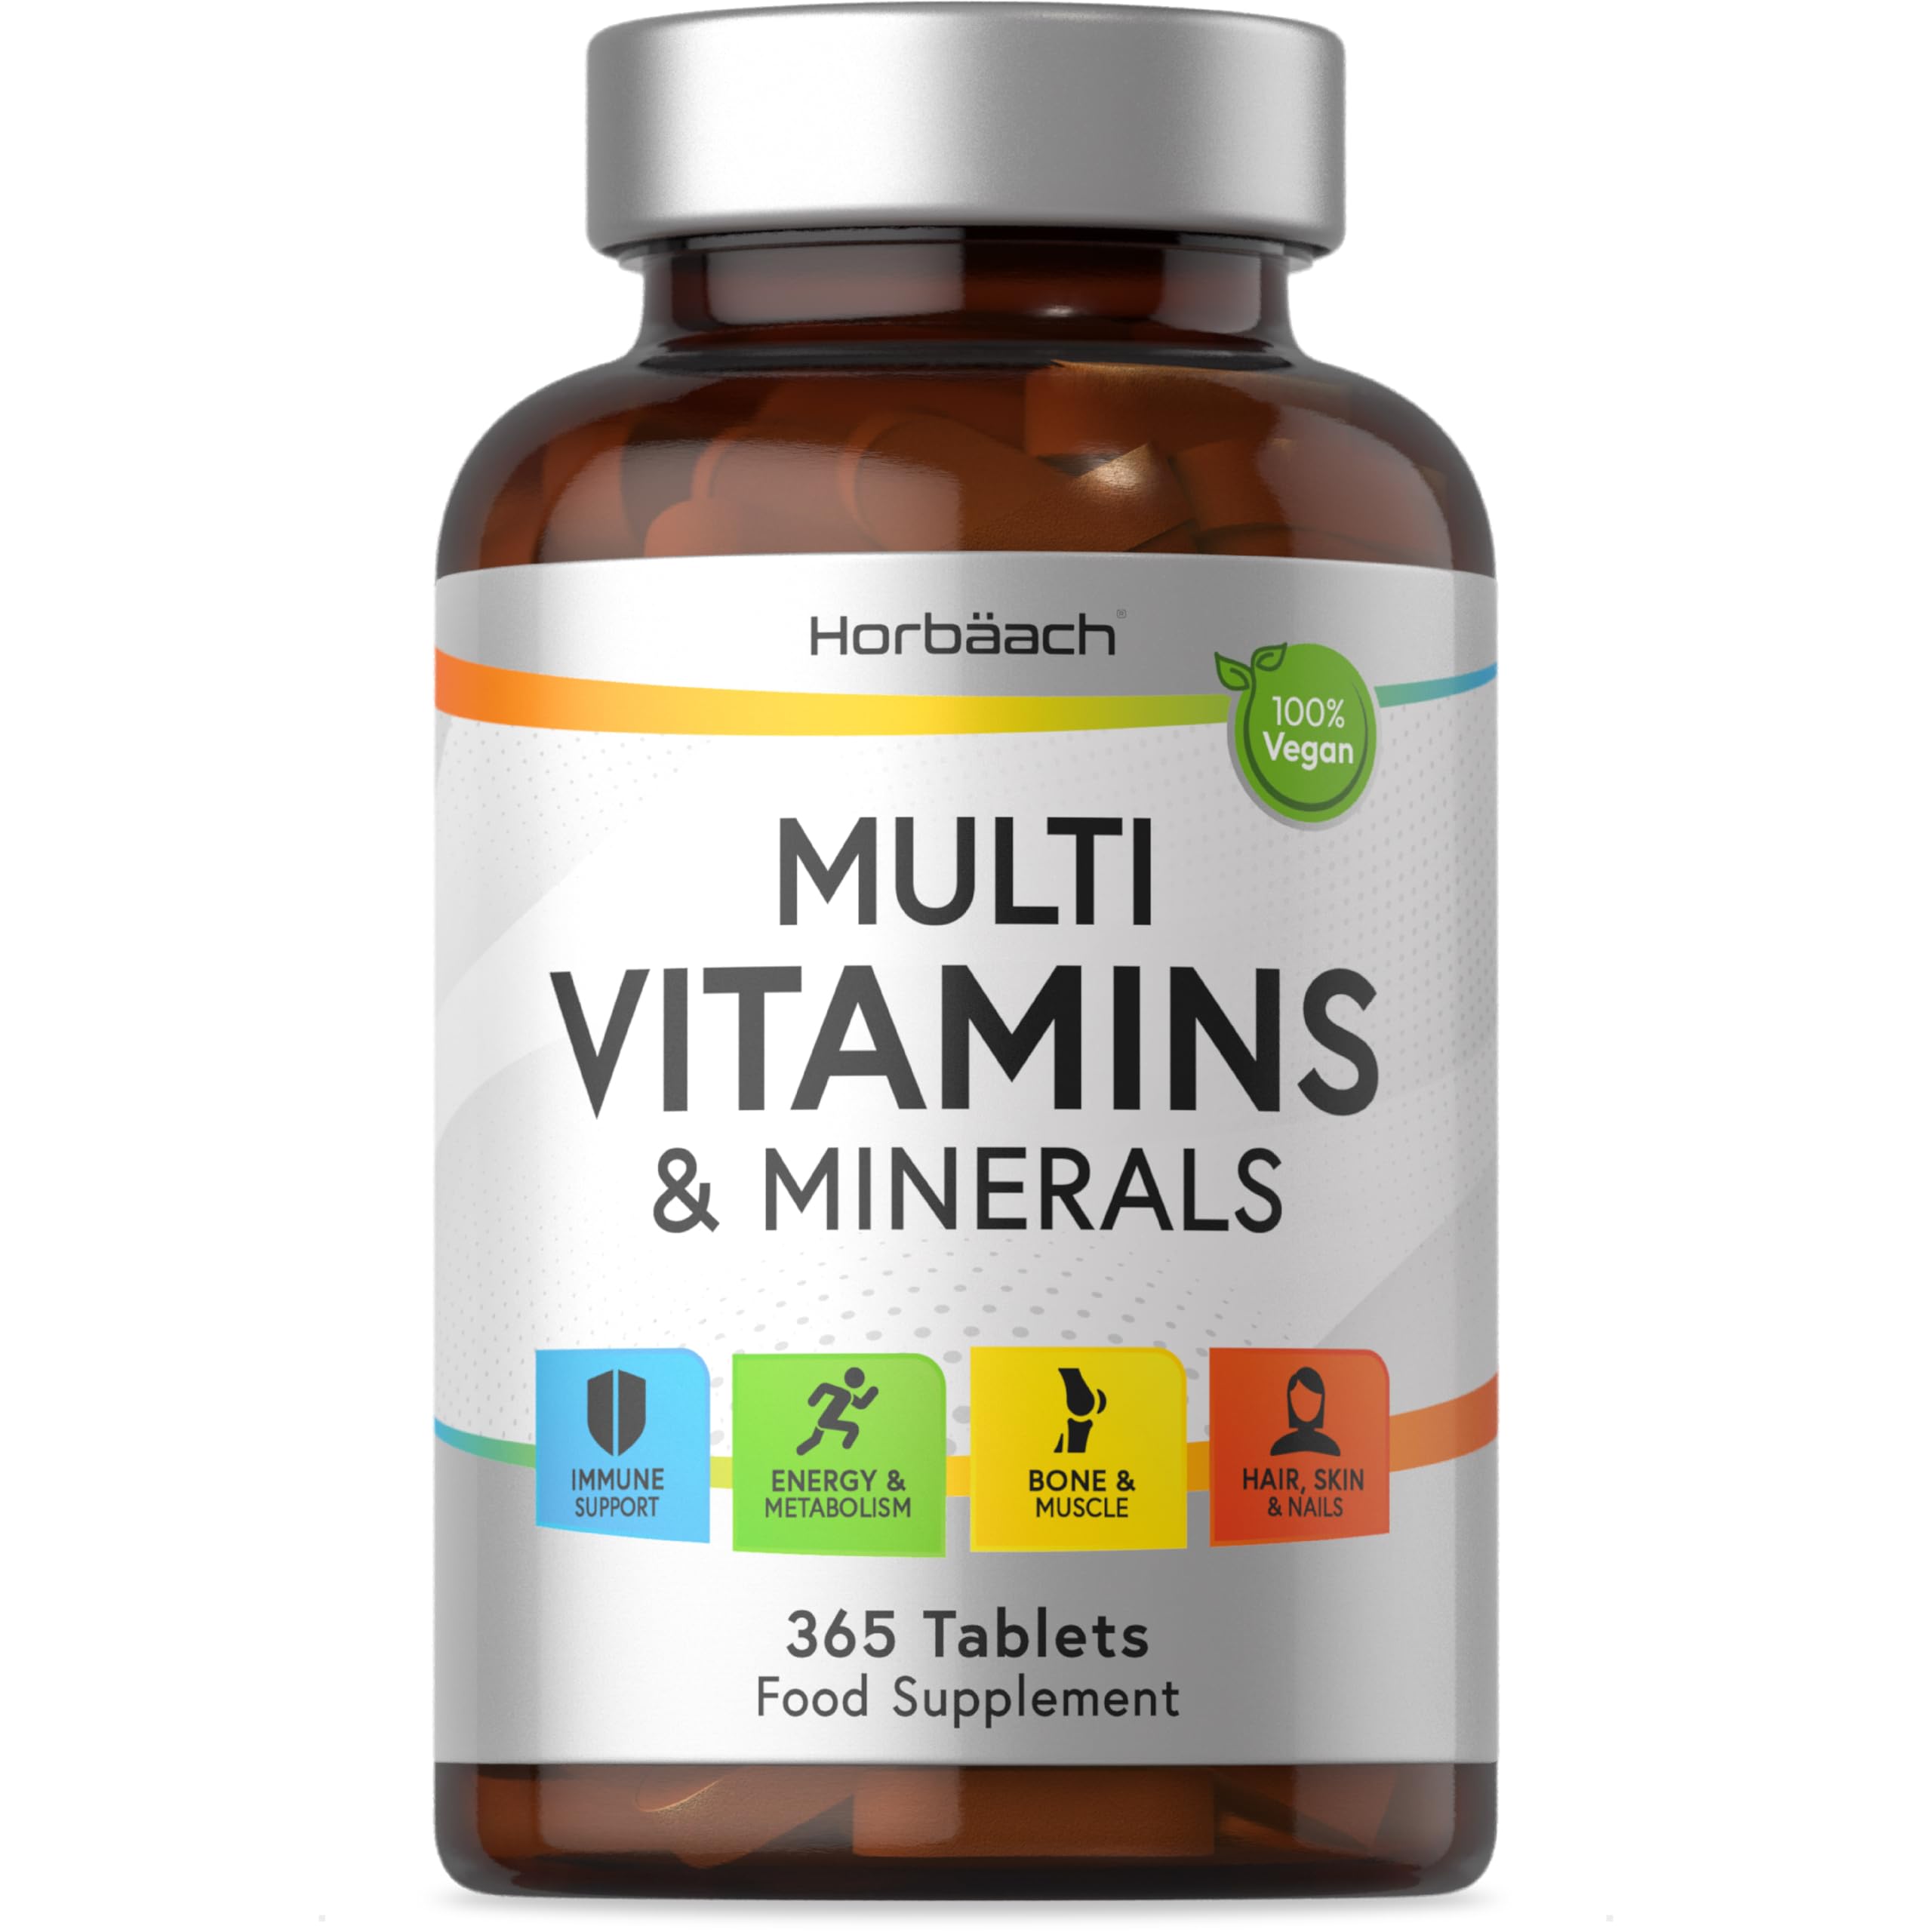 Horbäach®
100%
Vegan
MULTI
VITAMINS
& MINERALS
IMMUNE
SUPPORT
ENERGY &
METABOLISM
BONE &
MUSCLE
HAIR, SKIN
& NAILS
365 Tablets
Food Supplement